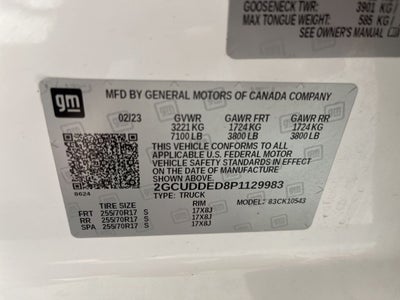 GOOSENECK TWR: 3901 KG
MAX TONGUE WEIGHT: 585 KG
SEE OWNER'S MANUAL
gm
MFD BY GENERAL MOTORS OF CANADA COMPANY
02/23 GVWR GAWR FRT GAWR RR
3221 KG 1724 KG 1724 KG
7100 LB 3800 LB 3800 LB
THIS VEHICLE CONFORMS TO ALL
APPLICABLE U.S. FEDERAL MOTOR
VEHICLE SAFETY STANDARDS IN EFFECT
ON THE DATE OF MANUFACTURE
SHOWN ABOVE.
2GCUDDED8P1129983
TYPE: TRUCK
8624
MODEL: 83CK10543
TIRE SIZE RIM
FRT 255/70R17 S 17X8J
RR 255/70R17 S 17X8J
SPA 255/70R17 S 17X8J